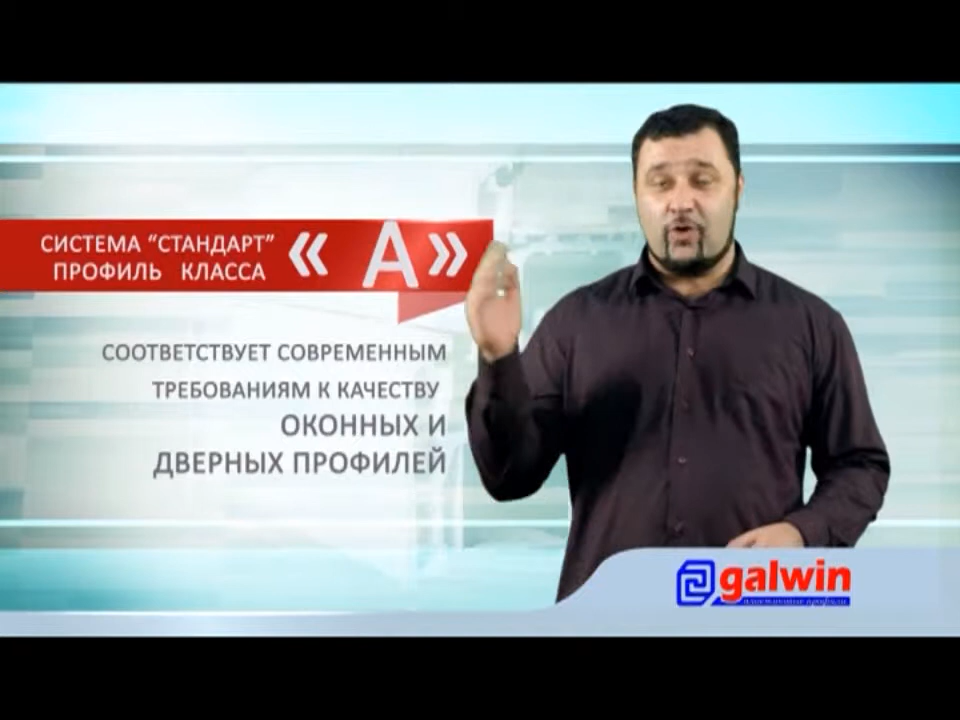 СИСТЕМА “СТАНДАРТ”
ПРОФИЛЬ КЛАССА
« А»
СООТВЕТСТВУЕТ СОВРЕМЕННЫМ
ТРЕБОВАНИЯМ К КАЧЕСТВУ
ОКОННЫХ И
ДВЕРНЫХ ПРОФИЛЕЙ
galwin